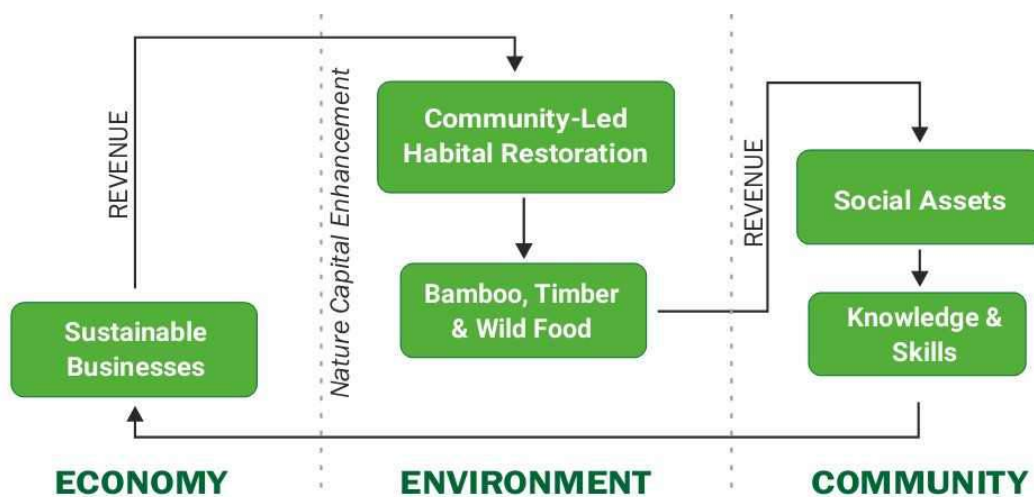 REVENUE
Sustainable
Businesses
ECONOMY
Nature Capital Enhancement
Community-Led
Habital Restoration
Bamboo, Timber
& Wild Food
ENVIRONMENT
REVENUE
Social Assets
Knowledge &
Skills
COMMUNITY